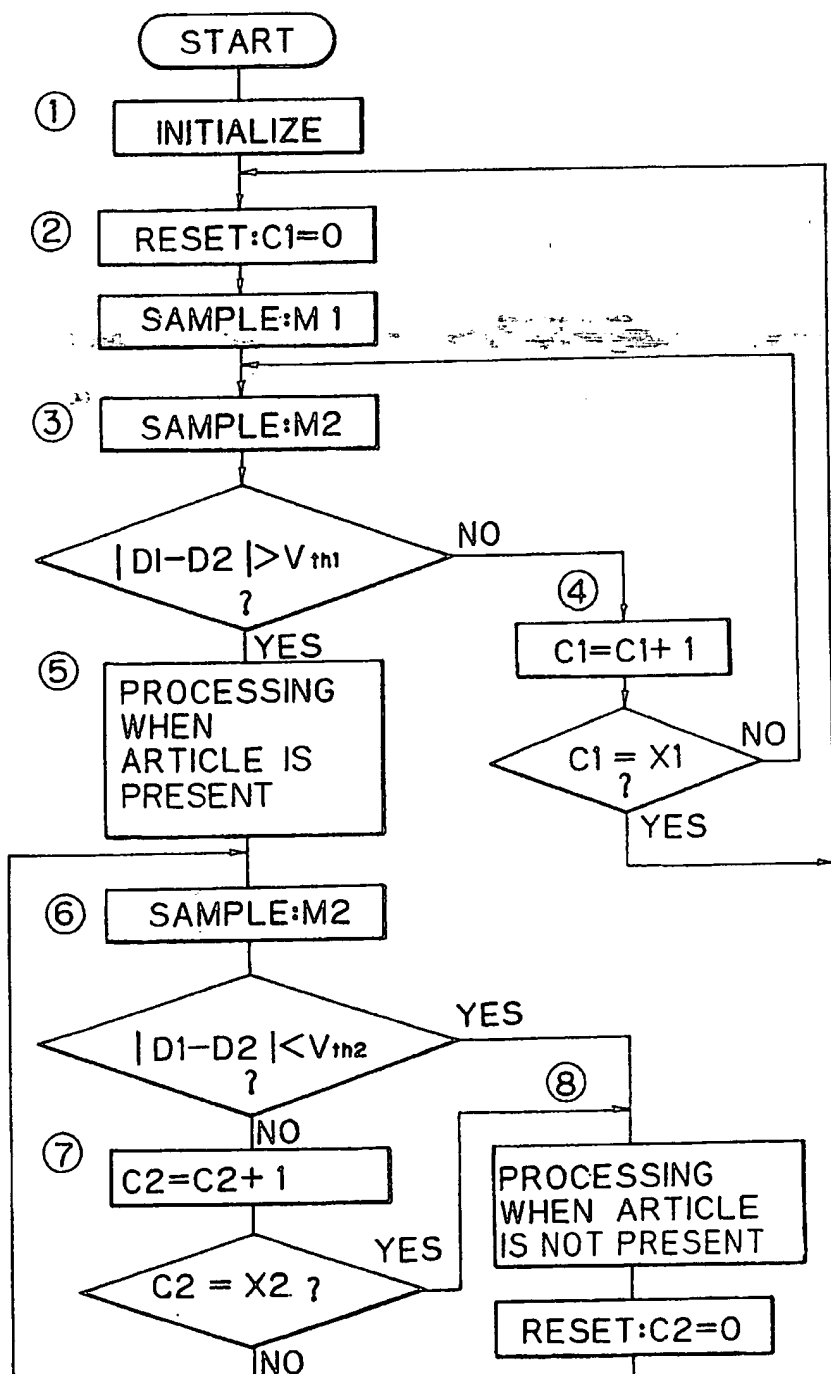 START
①
INITIALIZE
②
RESET:C1=0
SAMPLE:M1
③
SAMPLE:M2
|D1-D2|>Vth1
?
NO
YES
④
C1=C1+1
C1=X1
?
NO
YES
⑤
PROCESSING
WHEN
ARTICLE IS
PRESENT
⑥
SAMPLE:M2
|D1-D2|<Vth2
?
YES
NO
⑦
C2=C2+1
C2=X2 ?
YES
NO
⑧
PROCESSING
WHEN ARTICLE
IS NOT PRESENT
RESET:C2=0